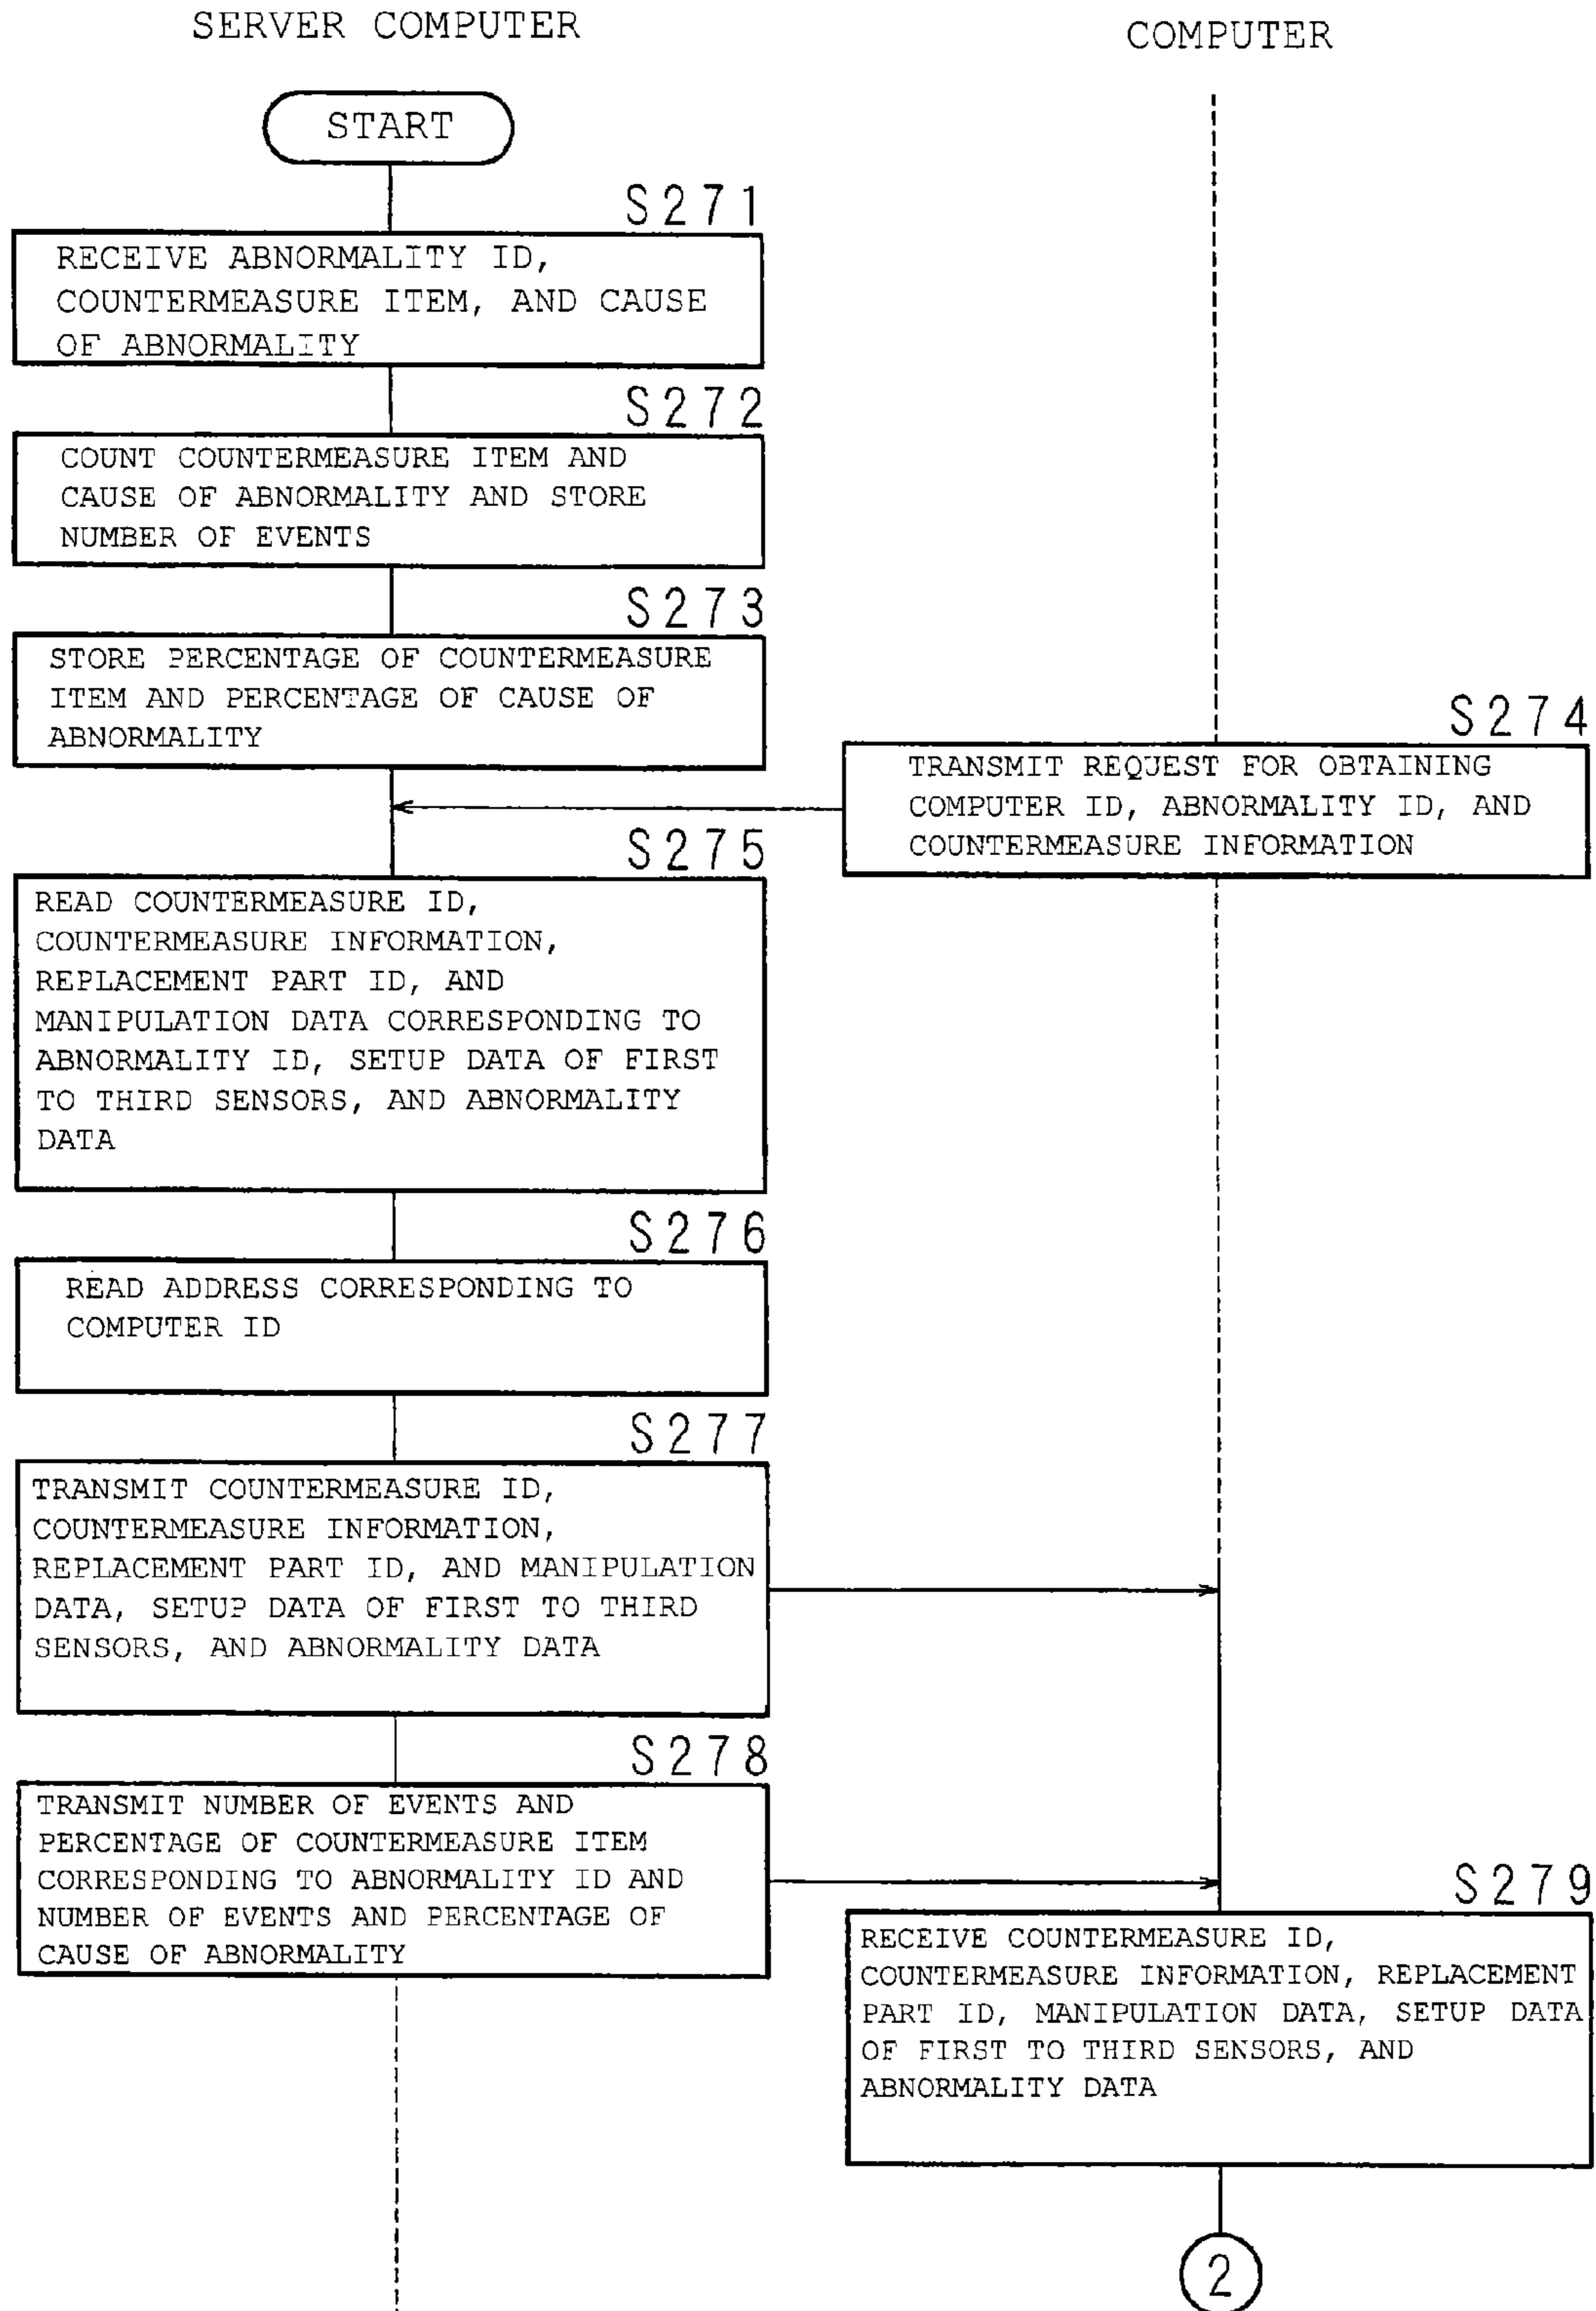 SERVER COMPUTER
COMPUTER
START
S271
RECEIVE ABNORMALITY ID,
COUNTERMEASURE ITEM, AND CAUSE
OF ABNORMALITY
S272
COUNT COUNTERMEASURE ITEM AND
CAUSE OF ABNORMALITY AND STORE
NUMBER OF EVENTS
S273
STORE PERCENTAGE OF COUNTERMEASURE
ITEM AND PERCENTAGE OF CAUSE OF
ABNORMALITY
S274
TRANSMIT REQUEST FOR OBTAINING
COMPUTER ID, ABNORMALITY ID, AND
COUNTERMEASURE INFORMATION
S275
READ COUNTERMEASURE ID,
COUNTERMEASURE INFORMATION,
REPLACEMENT PART ID, AND
MANIPULATION DATA CORRESPONDING TO
ABNORMALITY ID, SETUP DATA OF FIRST
TO THIRD SENSORS, AND ABNORMALITY
DATA
S276
READ ADDRESS CORRESPONDING TO
COMPUTER ID
S277
TRANSMIT COUNTERMEASURE ID,
COUNTERMEASURE INFORMATION,
REPLACEMENT PART ID, AND MANIPULATION
DATA, SETUP DATA OF FIRST TO THIRD
SENSORS, AND ABNORMALITY DATA
S278
TRANSMIT NUMBER OF EVENTS AND
PERCENTAGE OF COUNTERMEASURE ITEM
CORRESPONDING TO ABNORMALITY ID AND
NUMBER OF EVENTS AND PERCENTAGE OF
CAUSE OF ABNORMALITY
S279
RECEIVE COUNTERMEASURE ID,
COUNTERMEASURE INFORMATION, REPLACEMENT
PART ID, MANIPULATION DATA, SETUP DATA
OF FIRST TO THIRD SENSORS, AND
ABNORMALITY DATA
2